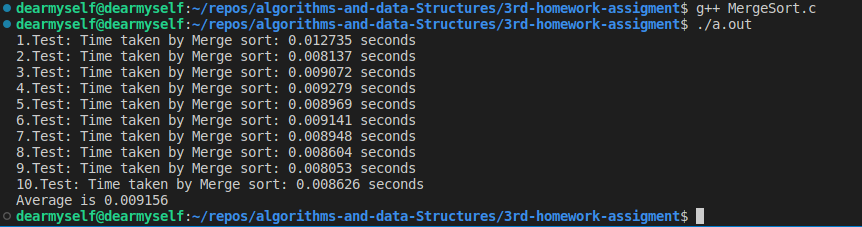 dearmyself@dearmyself:~/repos/algorithms-and-data-Structures/3rd-homework-assigment$ g++ MergeSort.c
dearmyself@dearmyself:~/repos/algorithms-and-data-Structures/3rd-homework-assigment$ ./a.out
1.Test: Time taken by Merge sort: 0.012735 seconds
2.Test: Time taken by Merge sort: 0.008137 seconds
3.Test: Time taken by Merge sort: 0.009072 seconds
4.Test: Time taken by Merge sort: 0.009279 seconds
5.Test: Time taken by Merge sort: 0.008969 seconds
6.Test: Time taken by Merge sort: 0.009141 seconds
7.Test: Time taken by Merge sort: 0.008948 seconds
8.Test: Time taken by Merge sort: 0.008604 seconds
9.Test: Time taken by Merge sort: 0.008053 seconds
10.Test: Time taken by Merge sort: 0.008626 seconds
Average is 0.009156
dearmyself@dearmyself:~/repos/algorithms-and-data-Structures/3rd-homework-assigment$